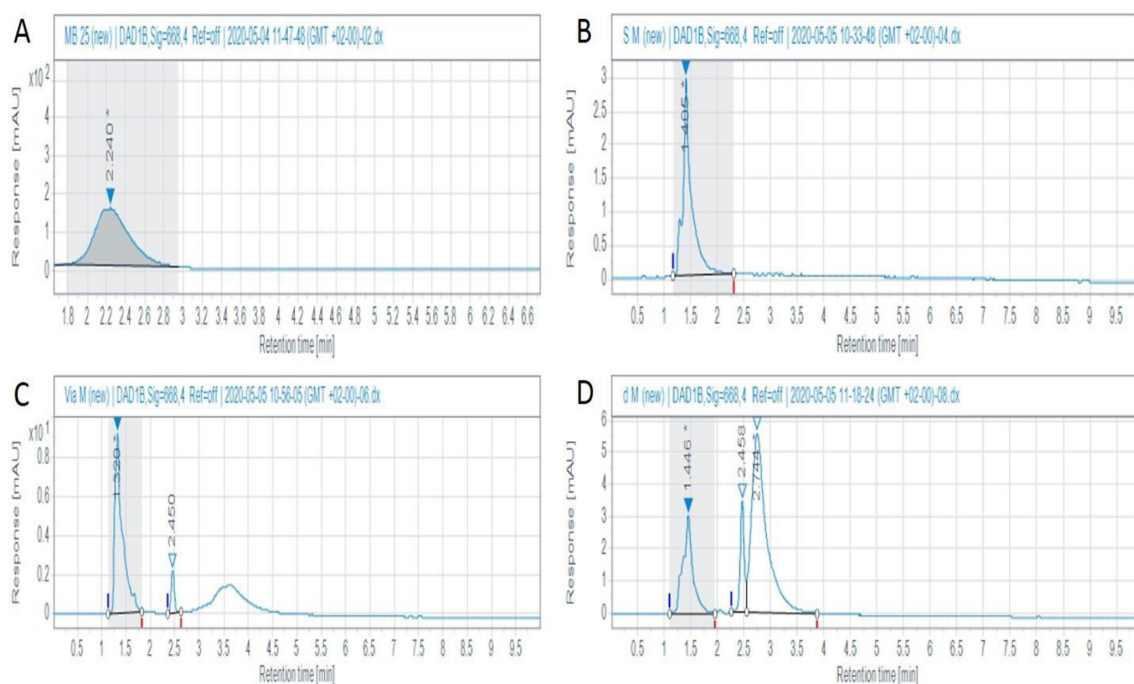 A
MB 25 (new) | DAD1B,Sig=668,4 Ref=off | 2020-05-04 11-47-48 (GMT +02-00)-02.dx
x10²
Response [mAU]
4
3
2
1
0
2.240 *
1.8 2 2.2 2.4 2.6 2.8 3 3.2 3.4 3.6 3.8 4 4.2 4.4 4.6 4.8 5 5.2 5.4 5.6 5.8 6 6.2 6.4 6.6
Retention time [min]
B
S M (new) | DAD1B,Sig=668,4 Ref=off | 2020-05-05 10-33-48 (GMT +02-00)-04.dx
Response [mAU]
3
2.5
2
1.5
1
0.5
0
1.405 *
0.5 1 1.5 2 2.5 3 3.5 4 4.5 5 5.5 6 6.5 7 7.5 8 8.5 9 9.5
Retention time [min]
C
Via M (new) | DAD1B,Sig=668,4 Ref=off | 2020-05-05 10-56-05 (GMT +02-00)-06.dx
x10¹
Response [mAU]
0.8
0.6
0.4
0.2
0
1.320 *
2.450
0.5 1 1.5 2 2.5 3 3.5 4 4.5 5 5.5 6 6.5 7 7.5 8 8.5 9 9.5
Retention time [min]
D
d M (new) | DAD1B,Sig=668,4 Ref=off | 2020-05-05 11-18-24 (GMT +02-00)-08.dx
Response [mAU]
6
5
4
3
2
1
0
1.446 *
2.458
2.744 *
0.5 1 1.5 2 2.5 3 3.5 4 4.5 5 5.5 6 6.5 7 7.5 8 8.5 9 9.5
Retention time [min]